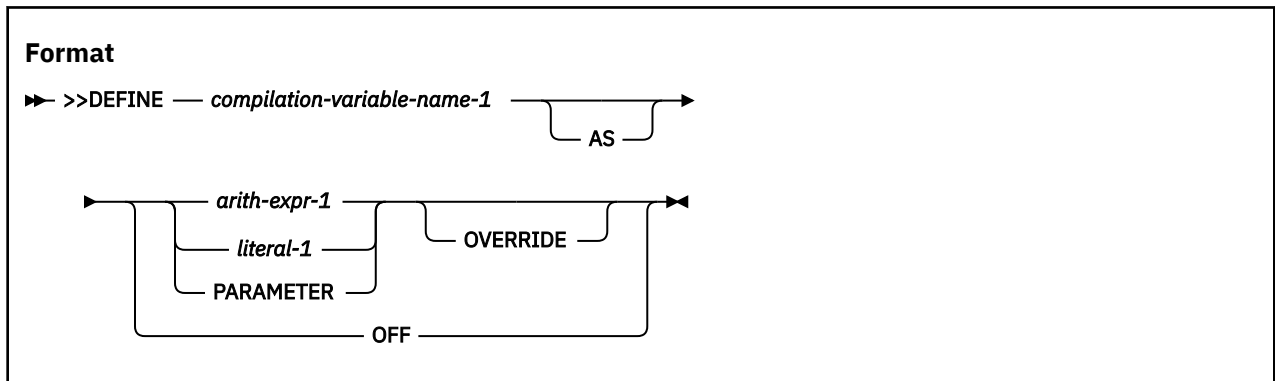 Format
>>DEFINE compilation-variable-name-1
AS
arith-expr-1
literal-1
OVERRIDE
PARAMETER
OFF